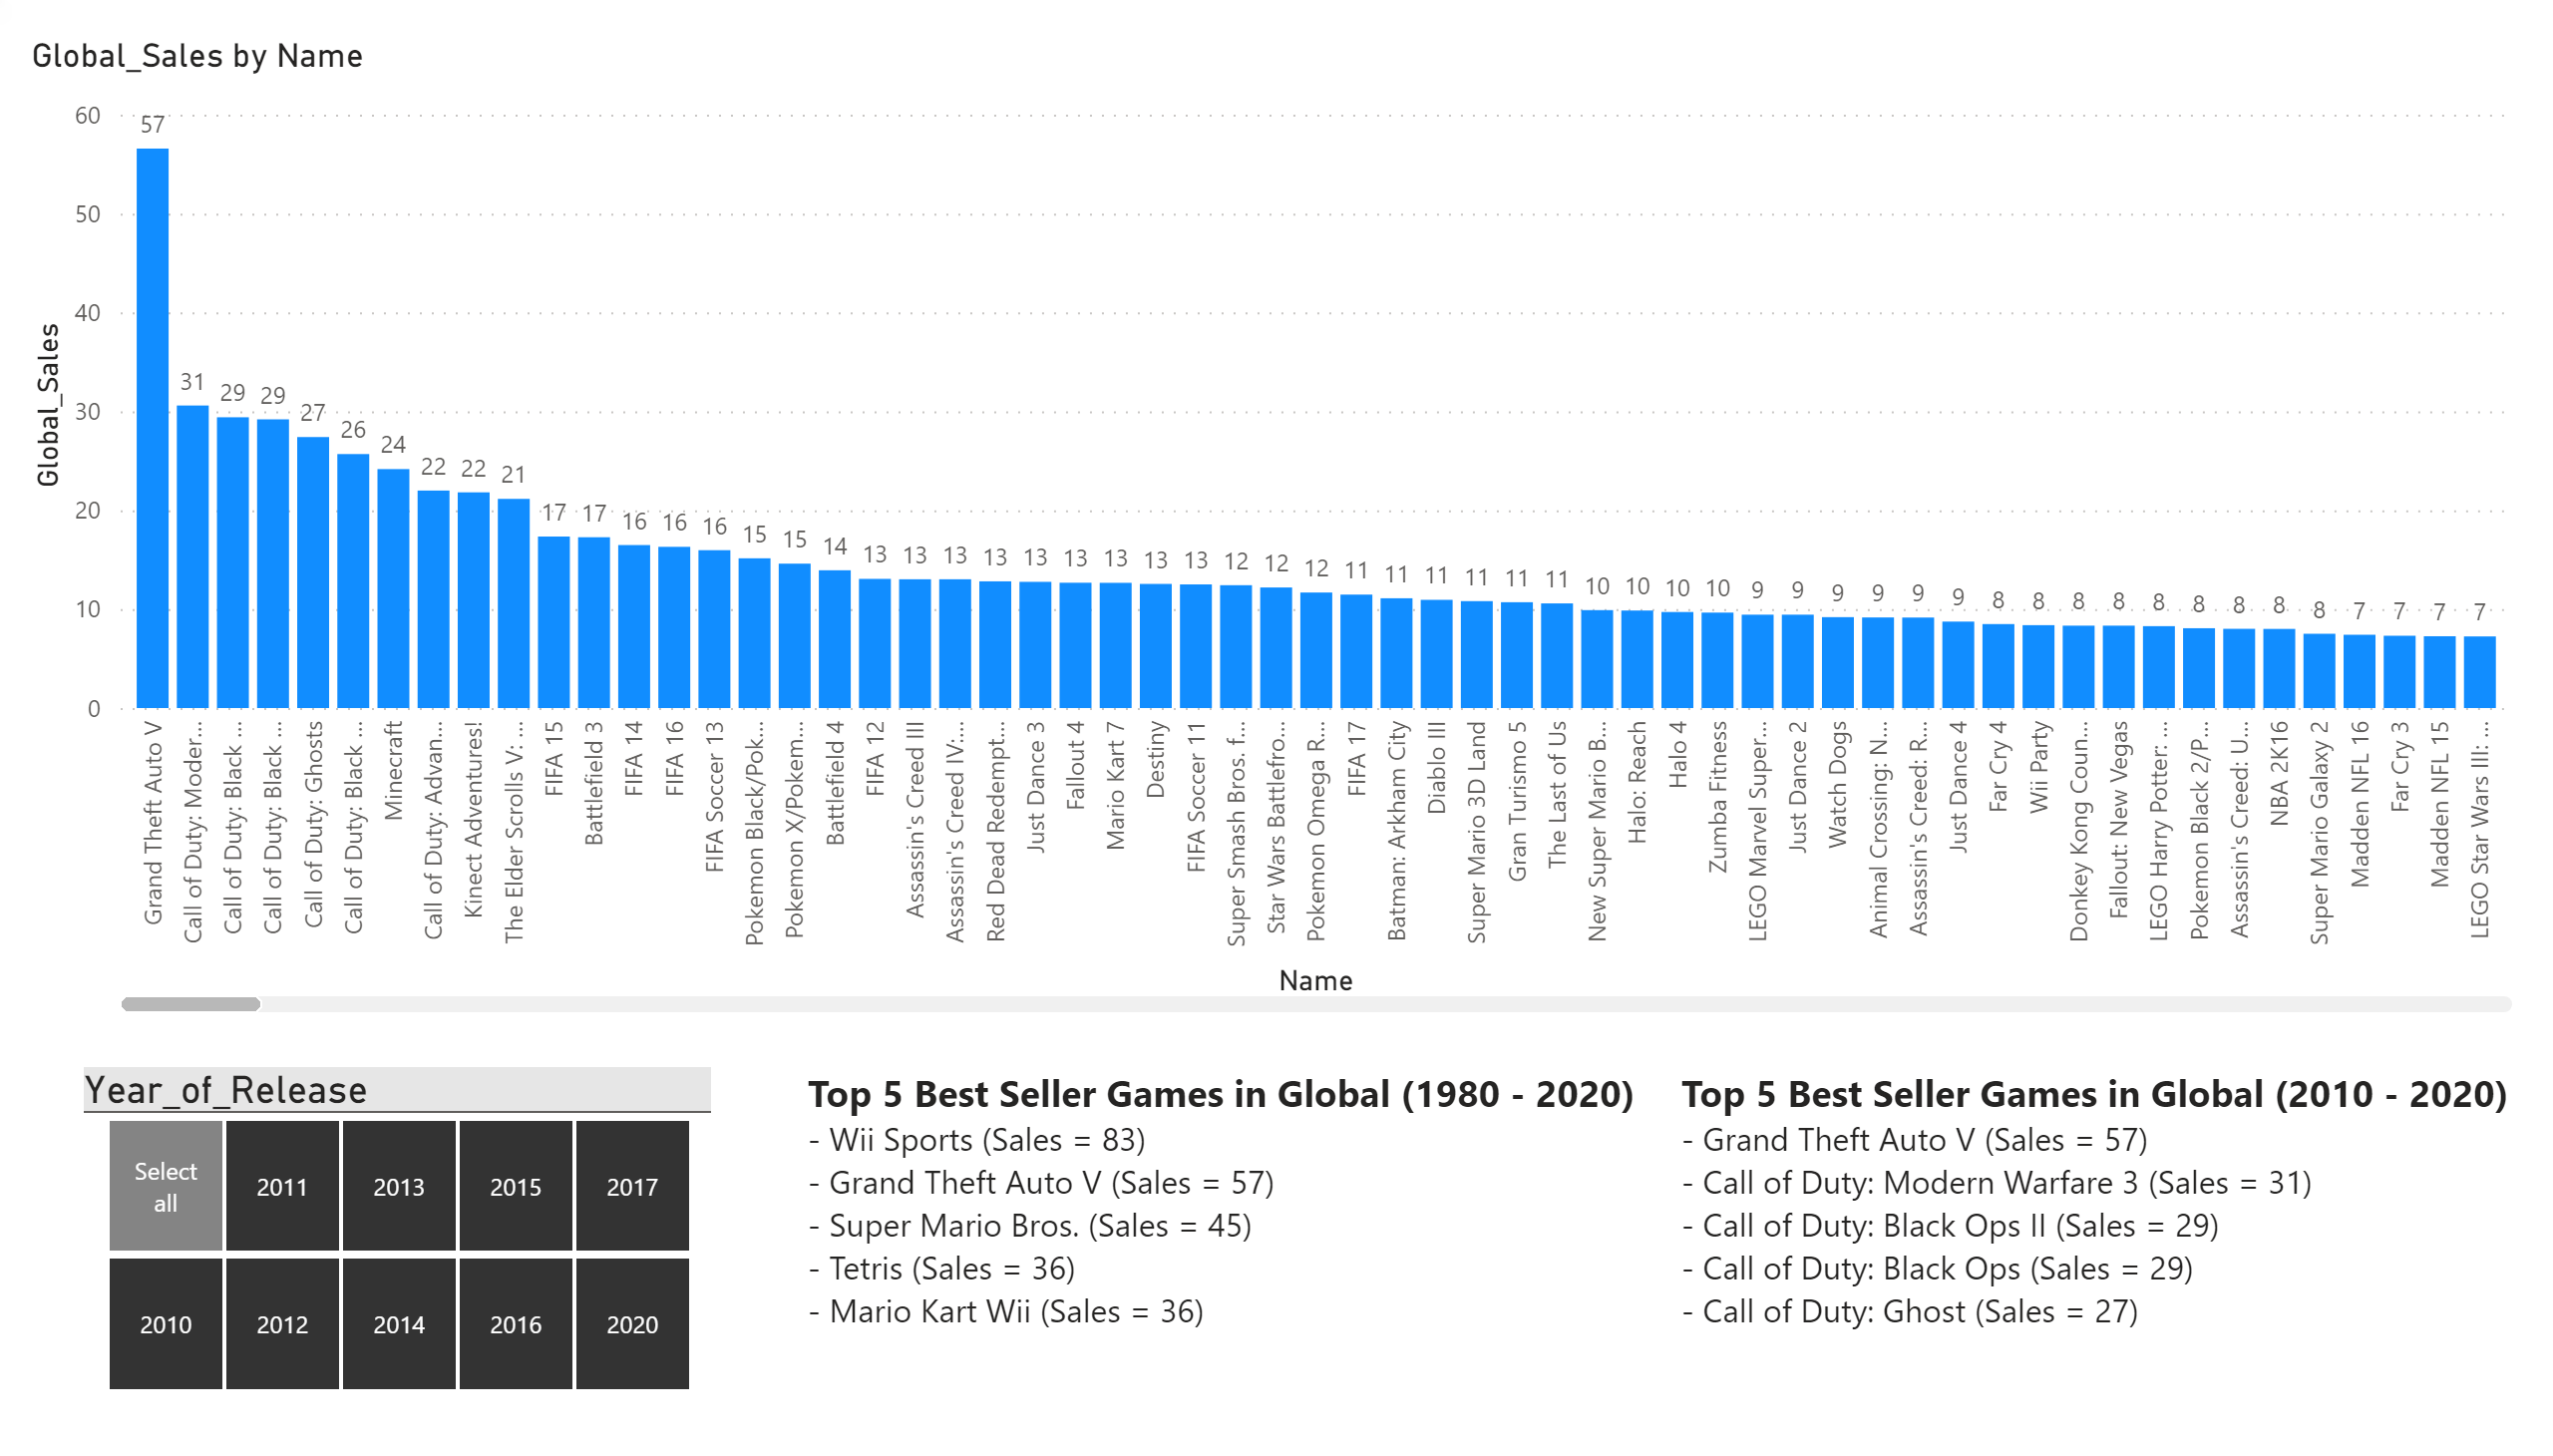 Global_Sales by Name
Global_Sales
60
50
40
30
20
10
0
57
31
29
29
27
26
24
22
22
21
17
17
16
16
16
15
15
14
13
13
13
13
13
13
13
13
13
12
12
12
11
11
11
11
11
11
10
10
10
10
9
9
9
9
9
9
8
8
8
8
8
8
8
8
8
7
7
7
7
Grand Theft Auto V
Call of Duty: Moder...
Call of Duty: Black ...
Call of Duty: Black ...
Call of Duty: Ghosts
Call of Duty: Black ...
Minecraft
Call of Duty: Advan...
Kinect Adventures!
The Elder Scrolls V: ...
FIFA 15
Battlefield 3
FIFA 14
FIFA 16
FIFA Soccer 13
Pokemon Black/Pok...
Pokemon X/Pokem...
Battlefield 4
FIFA 12
Assassin's Creed III
Assassin's Creed IV:...
Red Dead Redempt...
Just Dance 3
Fallout 4
Mario Kart 7
Destiny
FIFA Soccer 11
Super Smash Bros. f...
Star Wars Battlefro...
Pokemon Omega R...
FIFA 17
Batman: Arkham City
Diablo III
Super Mario 3D Land
Gran Turismo 5
The Last of Us
New Super Mario B...
Halo: Reach
Halo 4
Zumba Fitness
LEGO Marvel Super...
Just Dance 2
Watch Dogs
Animal Crossing: N...
Assassin's Creed: R...
Just Dance 4
Far Cry 4
Wii Party
Donkey Kong Coun...
Fallout: New Vegas
LEGO Harry Potter: ...
Pokemon Black 2/P...
Assassin's Creed: U...
NBA 2K16
Super Mario Galaxy 2
Madden NFL 16
Far Cry 3
Madden NFL 15
LEGO Star Wars III: ...
Name
Year_of_Release
Select all
2011
2013
2015
2017
2010
2012
2014
2016
2020
Top 5 Best Seller Games in Global (1980 - 2020)
- Wii Sports (Sales = 83)
- Grand Theft Auto V (Sales = 57)
- Super Mario Bros. (Sales = 45)
- Tetris (Sales = 36)
- Mario Kart Wii (Sales = 36)
Top 5 Best Seller Games in Global (2010 - 2020)
- Grand Theft Auto V (Sales = 57)
- Call of Duty: Modern Warfare 3 (Sales = 31)
- Call of Duty: Black Ops II (Sales = 29)
- Call of Duty: Black Ops (Sales = 29)
- Call of Duty: Ghost (Sales = 27)